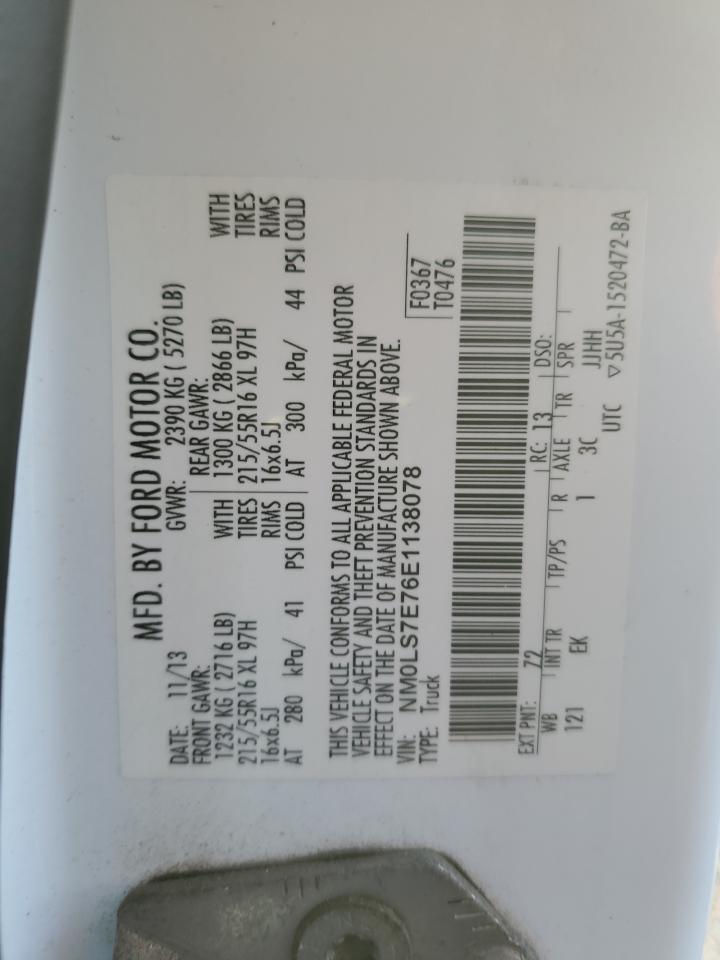 MFD. BY FORD MOTOR CO.
DATE: 11/13 GVWR: 2390 KG ( 5270 LB)
FRONT GAWR: REAR GAWR:
1232 KG ( 2716 LB) WITH 1300 KG ( 2866 LB) WITH
215/55R16 XL 97H TIRES 215/55R16 XL 97H TIRES
16x6.5J RIMS 16x6.5J RIMS
AT 280 kPa/ 41 PSI COLD AT 300 kPa/ 44 PSI COLD
THIS VEHICLE CONFORMS TO ALL APPLICABLE FEDERAL MOTOR
VEHICLE SAFETY AND THEFT PREVENTION STANDARDS IN
EFFECT ON THE DATE OF MANUFACTURE SHOWN ABOVE.
VIN: NM0LS7E76E1138078 F0367
TYPE: Truck T0476
EXT PNT: 72 RC: 13 DSO:
WB INT TR TP/PS R AXLE TR SPR
121 EK 1 3C JJHH
UTC ▽5U5A-1520472-BA